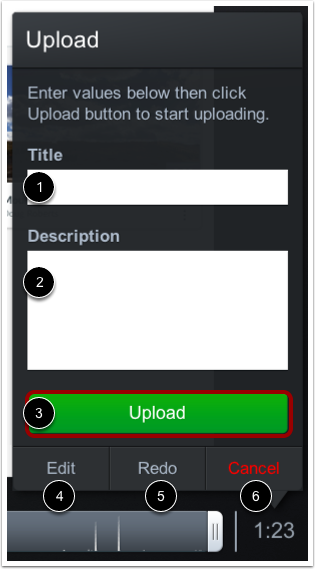 Upload
Enter values below then click
Upload button to start uploading.
Title
1
Description
2
3 Upload
Edit Redo Cancel
4 5 6
1:23